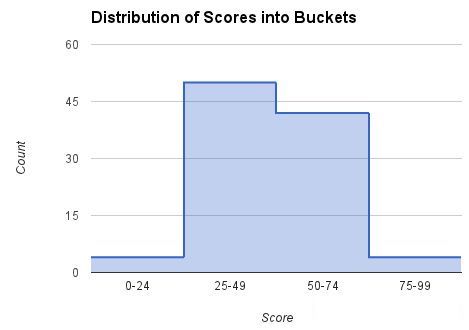 Distribution of Scores into Buckets
60
45
30
15
0
Count
0-24 25-49 50-74 75-99
Score